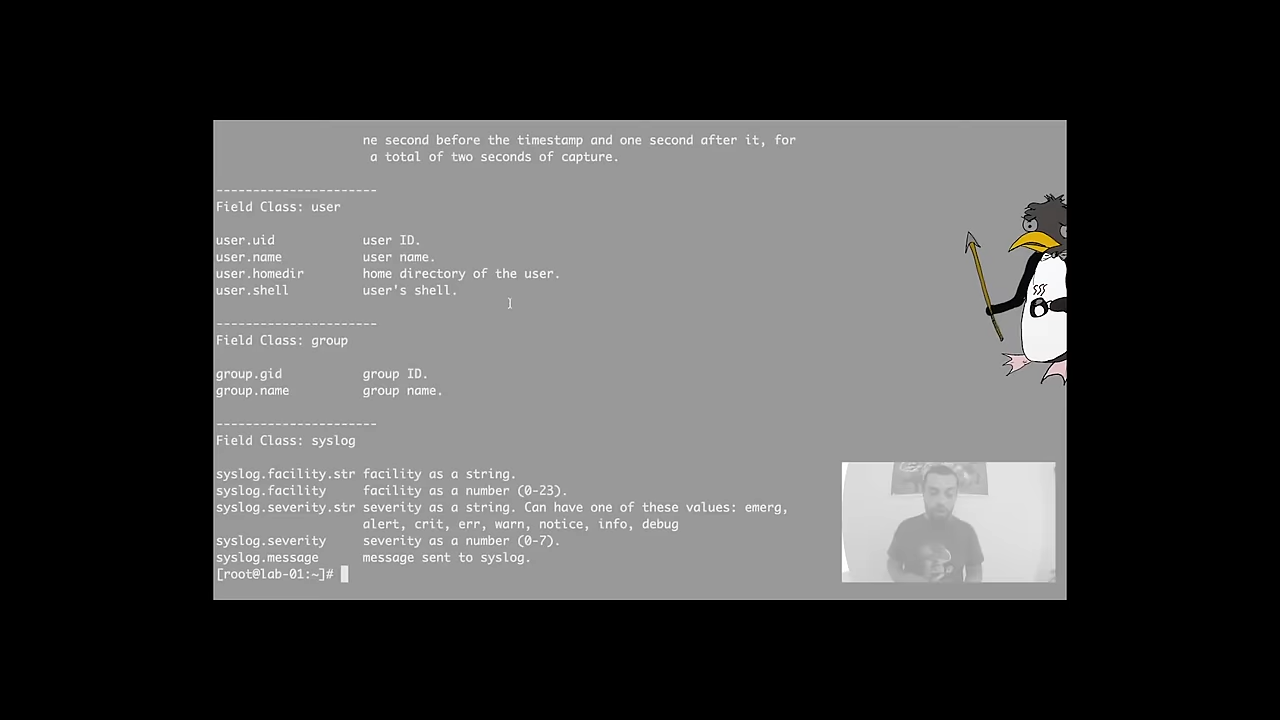 ne second before the timestamp and one second after it, for
a total of two seconds of capture.
----------------------
Field Class: user
user.uid user ID.
user.name user name.
user.homedir home directory of the user.
user.shell user's shell.
----------------------
Field Class: group
group.gid group ID.
group.name group name.
----------------------
Field Class: syslog
syslog.facility.str facility as a string.
syslog.facility facility as a number (0-23).
syslog.severity.str severity as a string. Can have one of these values: emerg,
alert, crit, err, warn, notice, info, debug
syslog.severity severity as a number (0-7).
syslog.message message sent to syslog.
[root@lab-01:~]#